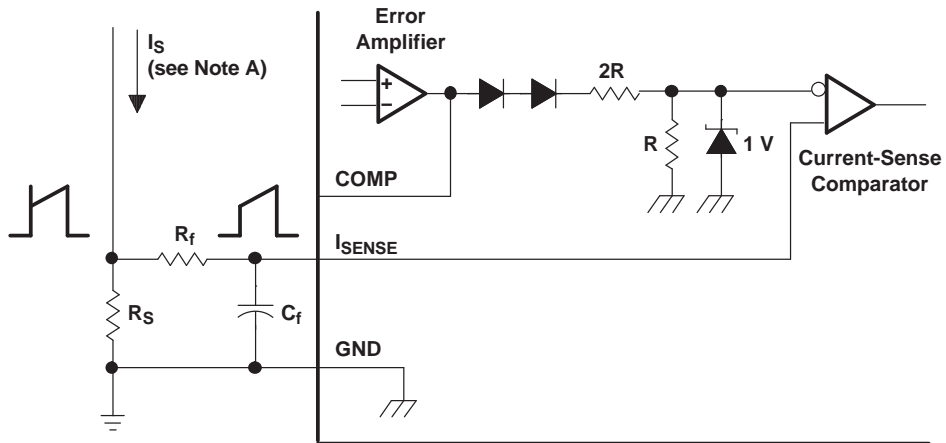 Error
Amplifier
I_S
(see Note A)
+
−
2R
R
1 V
Current-Sense
Comparator
COMP
R_f
I_SENSE
R_S
C_f
GND